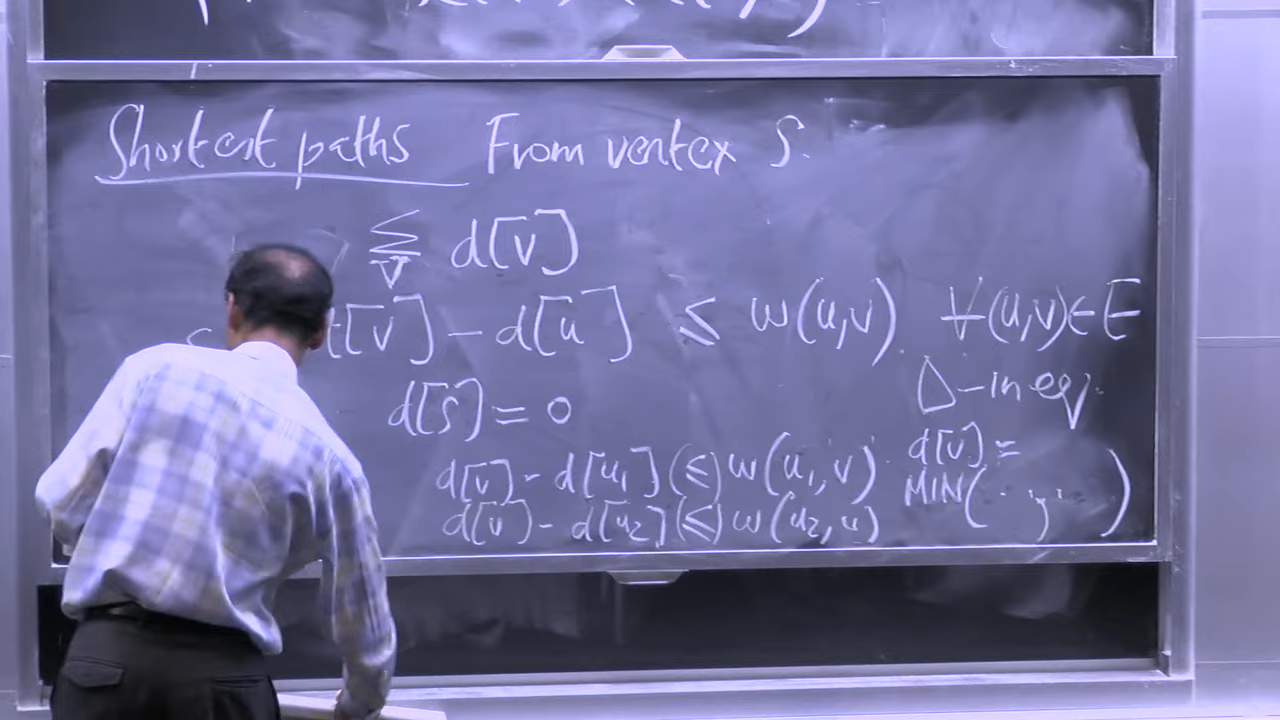 Shortest paths From vertex S.
Σ d[v]
v
d[v] - d[u] ≤ w(u,v) ∀(u,v)∈E
Δ-ineq.
d[s] = 0
d[v] - d[u₁] (≤) w(u₁, v) d[v] =
MIN( . , . )
d[v] - d[u₂] (≤) w(u₂, u)